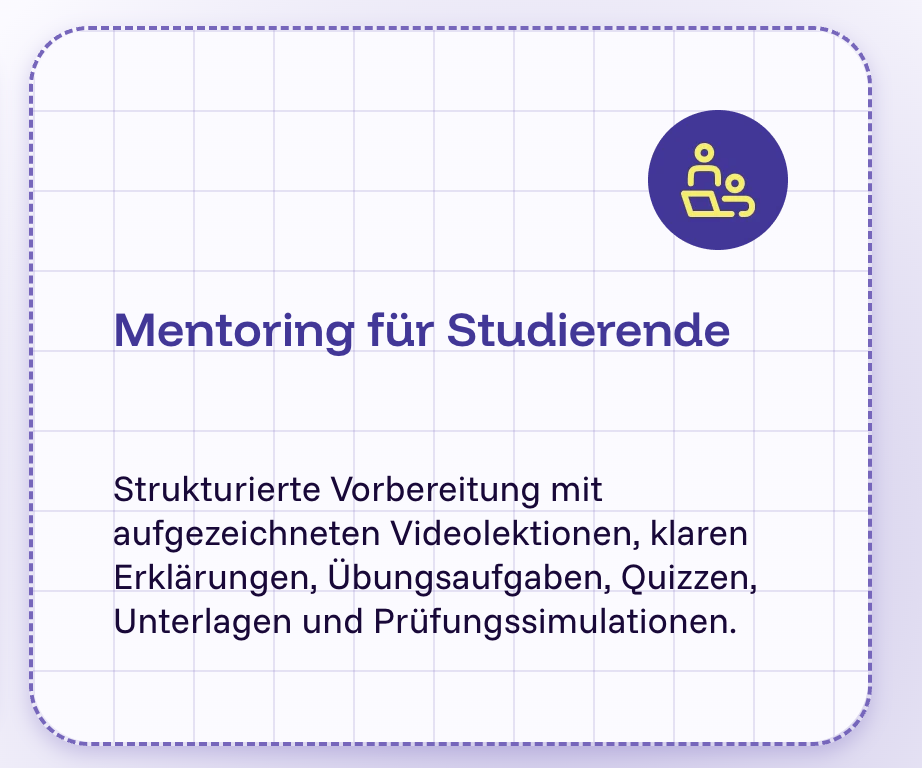 Mentoring für Studierende
Strukturierte Vorbereitung mit
aufgezeichneten Videolektionen, klaren
Erklärungen, Übungsaufgaben, Quizzen,
Unterlagen und Prüfungssimulationen.